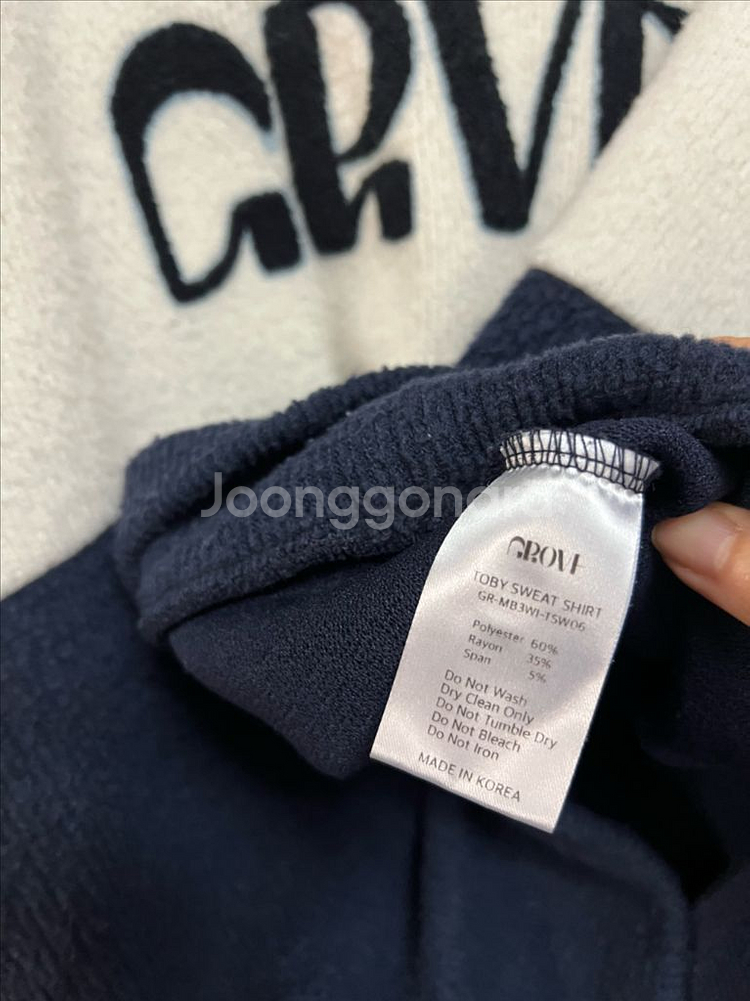 GRVE
Joonggonara
GROVE
TOBY SWEAT SHIRT
GR-MB3WI-TSW06
Polyester 60%
Rayon 35%
Span 5%
Do Not Wash
Dry Clean Only
Do Not Tumble Dry
Do Not Bleach
Do Not Iron
MADE IN KOREA